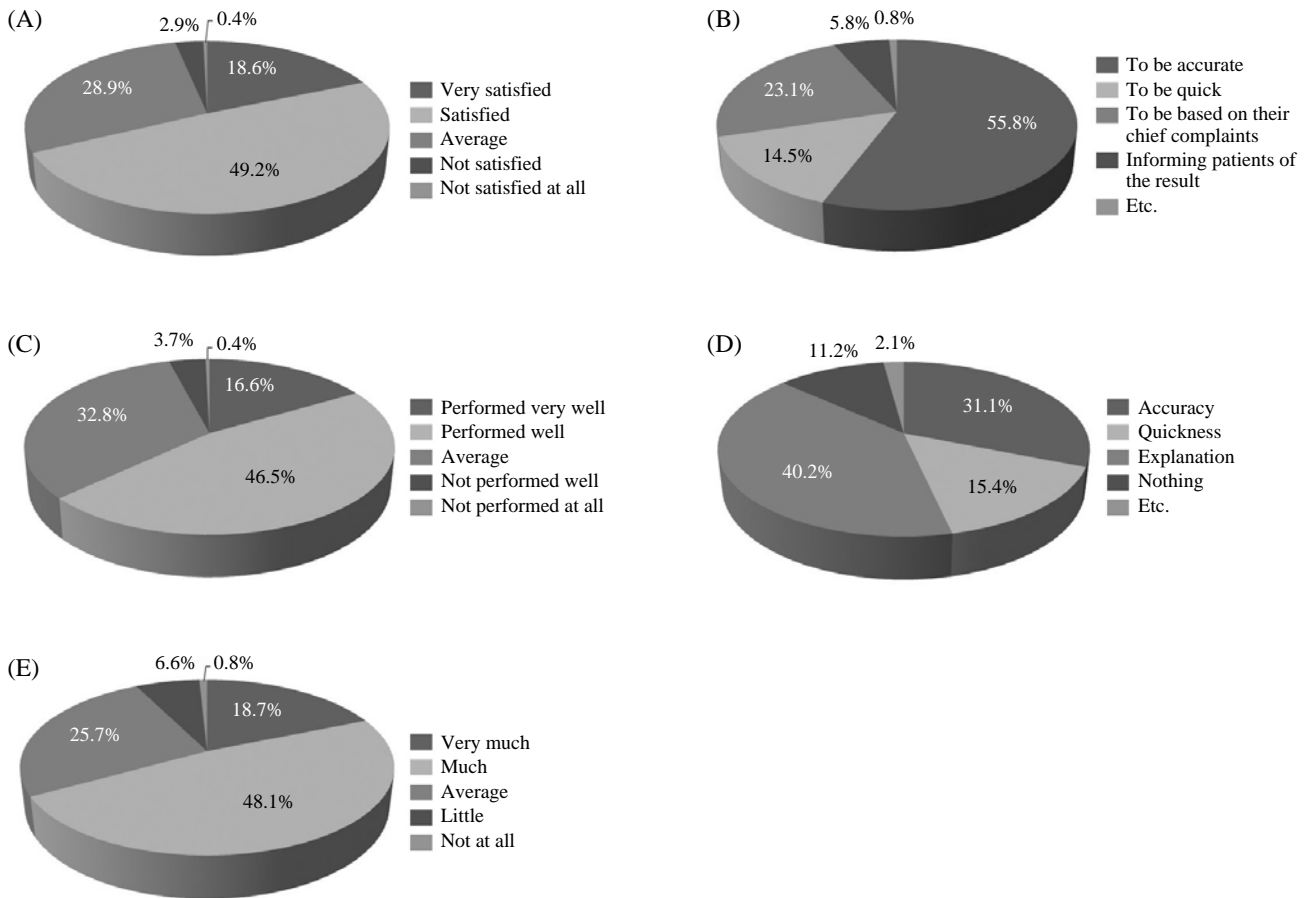 (A)
2.9%
0.4%
18.6%
28.9%
49.2%
Very satisfied
Satisfied
Average
Not satisfied
Not satisfied at all
(B)
5.8%
0.8%
23.1%
55.8%
14.5%
To be accurate
To be quick
To be based on their
chief complaints
Informing patients of
the result
Etc.
(C)
3.7%
0.4%
16.6%
32.8%
46.5%
Performed very well
Performed well
Average
Not performed well
Not performed at all
(D)
11.2%
2.1%
31.1%
40.2%
15.4%
Accuracy
Quickness
Explanation
Nothing
Etc.
(E)
6.6%
0.8%
18.7%
25.7%
48.1%
Very much
Much
Average
Little
Not at all